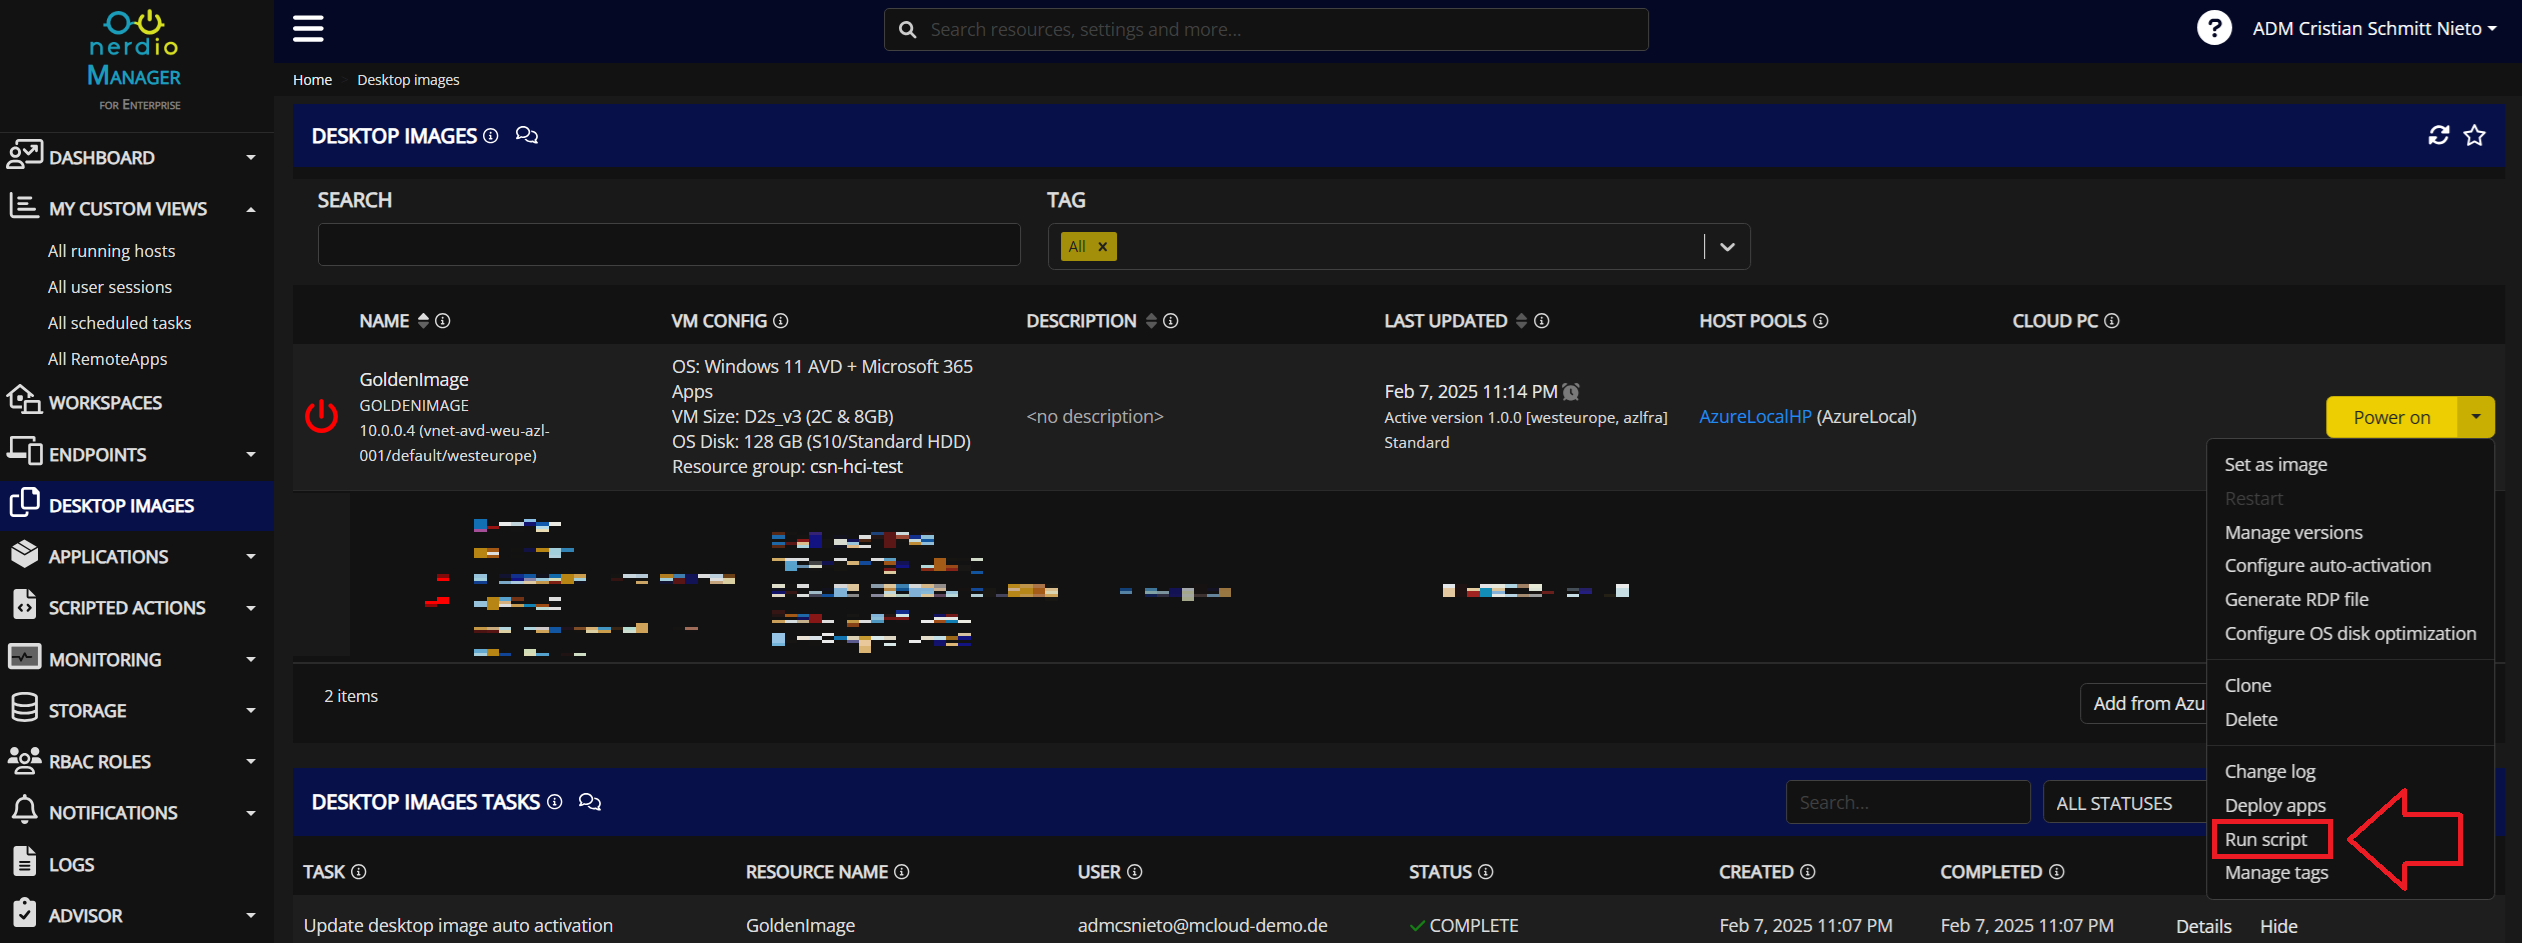 nerdio
MANAGER
FOR ENTERPRISE
Search resources, settings and more...
?
ADM Cristian Schmitt Nieto
Home
Desktop images
DASHBOARD
MY CUSTOM VIEWS
All running hosts
All user sessions
All scheduled tasks
All RemoteApps
WORKSPACES
ENDPOINTS
DESKTOP IMAGES
APPLICATIONS
SCRIPTED ACTIONS
MONITORING
STORAGE
RBAC ROLES
NOTIFICATIONS
LOGS
ADVISOR
DESKTOP IMAGES
SEARCH
TAG
All x
NAME
VM CONFIG
DESCRIPTION
LAST UPDATED
HOST POOLS
CLOUD PC
GoldenImage
GOLDENIMAGE
10.0.0.4 (vnet-avd-weu-azl-
001/default/westeurope)
OS: Windows 11 AVD + Microsoft 365
Apps
VM Size: D2s_v3 (2C & 8GB)
OS Disk: 128 GB (S10/Standard HDD)
Resource group: csn-hci-test
<no description>
Feb 7, 2025 11:14 PM
Active version 1.0.0 [westeurope, azlfra]
Standard
AzureLocalHP (AzureLocal)
Power on
Set as image
Restart
Manage versions
Configure auto-activation
Generate RDP file
Configure OS disk optimization
Clone
Delete
Change log
Deploy apps
Run script
Manage tags
2 items
Add from Azu
DESKTOP IMAGES TASKS
Search...
ALL STATUSES
TASK
RESOURCE NAME
USER
STATUS
CREATED
COMPLETED
Update desktop image auto activation
GoldenImage
admcsnieto@mcloud-demo.de
COMPLETE
Feb 7, 2025 11:07 PM
Feb 7, 2025 11:07 PM
Details
Hide